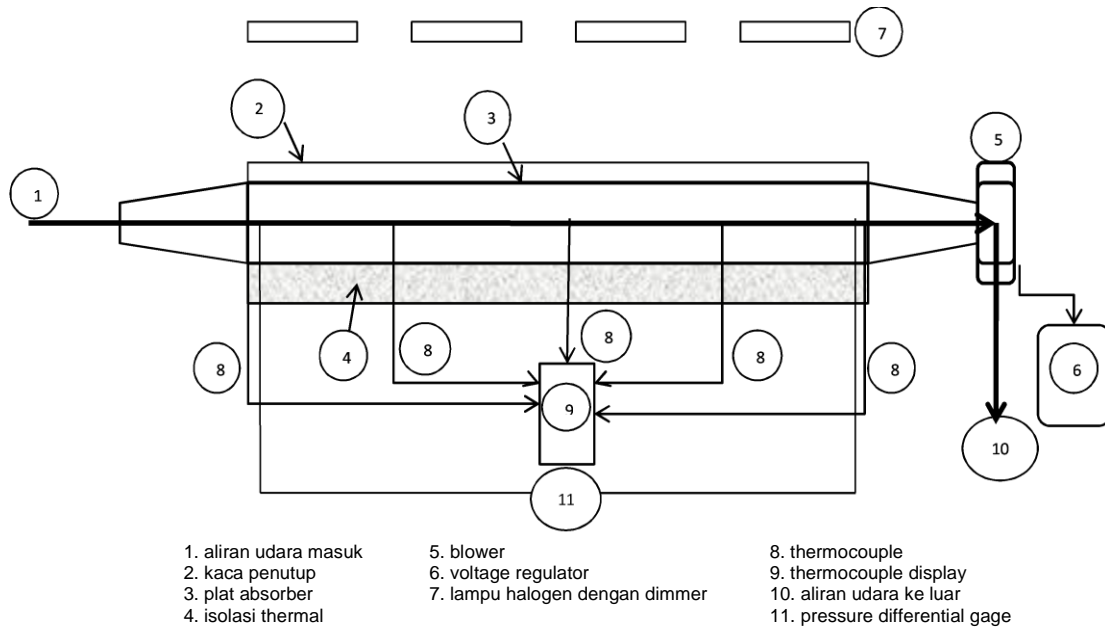 7
2
3
5
1
8
4
8
8
8
8
6
9
10
11
1. aliran udara masuk
2. kaca penutup
3. plat absorber
4. isolasi thermal
5. blower
6. voltage regulator
7. lampu halogen dengan dimmer
8. thermocouple
9. thermocouple display
10. aliran udara ke luar
11. pressure differential gage